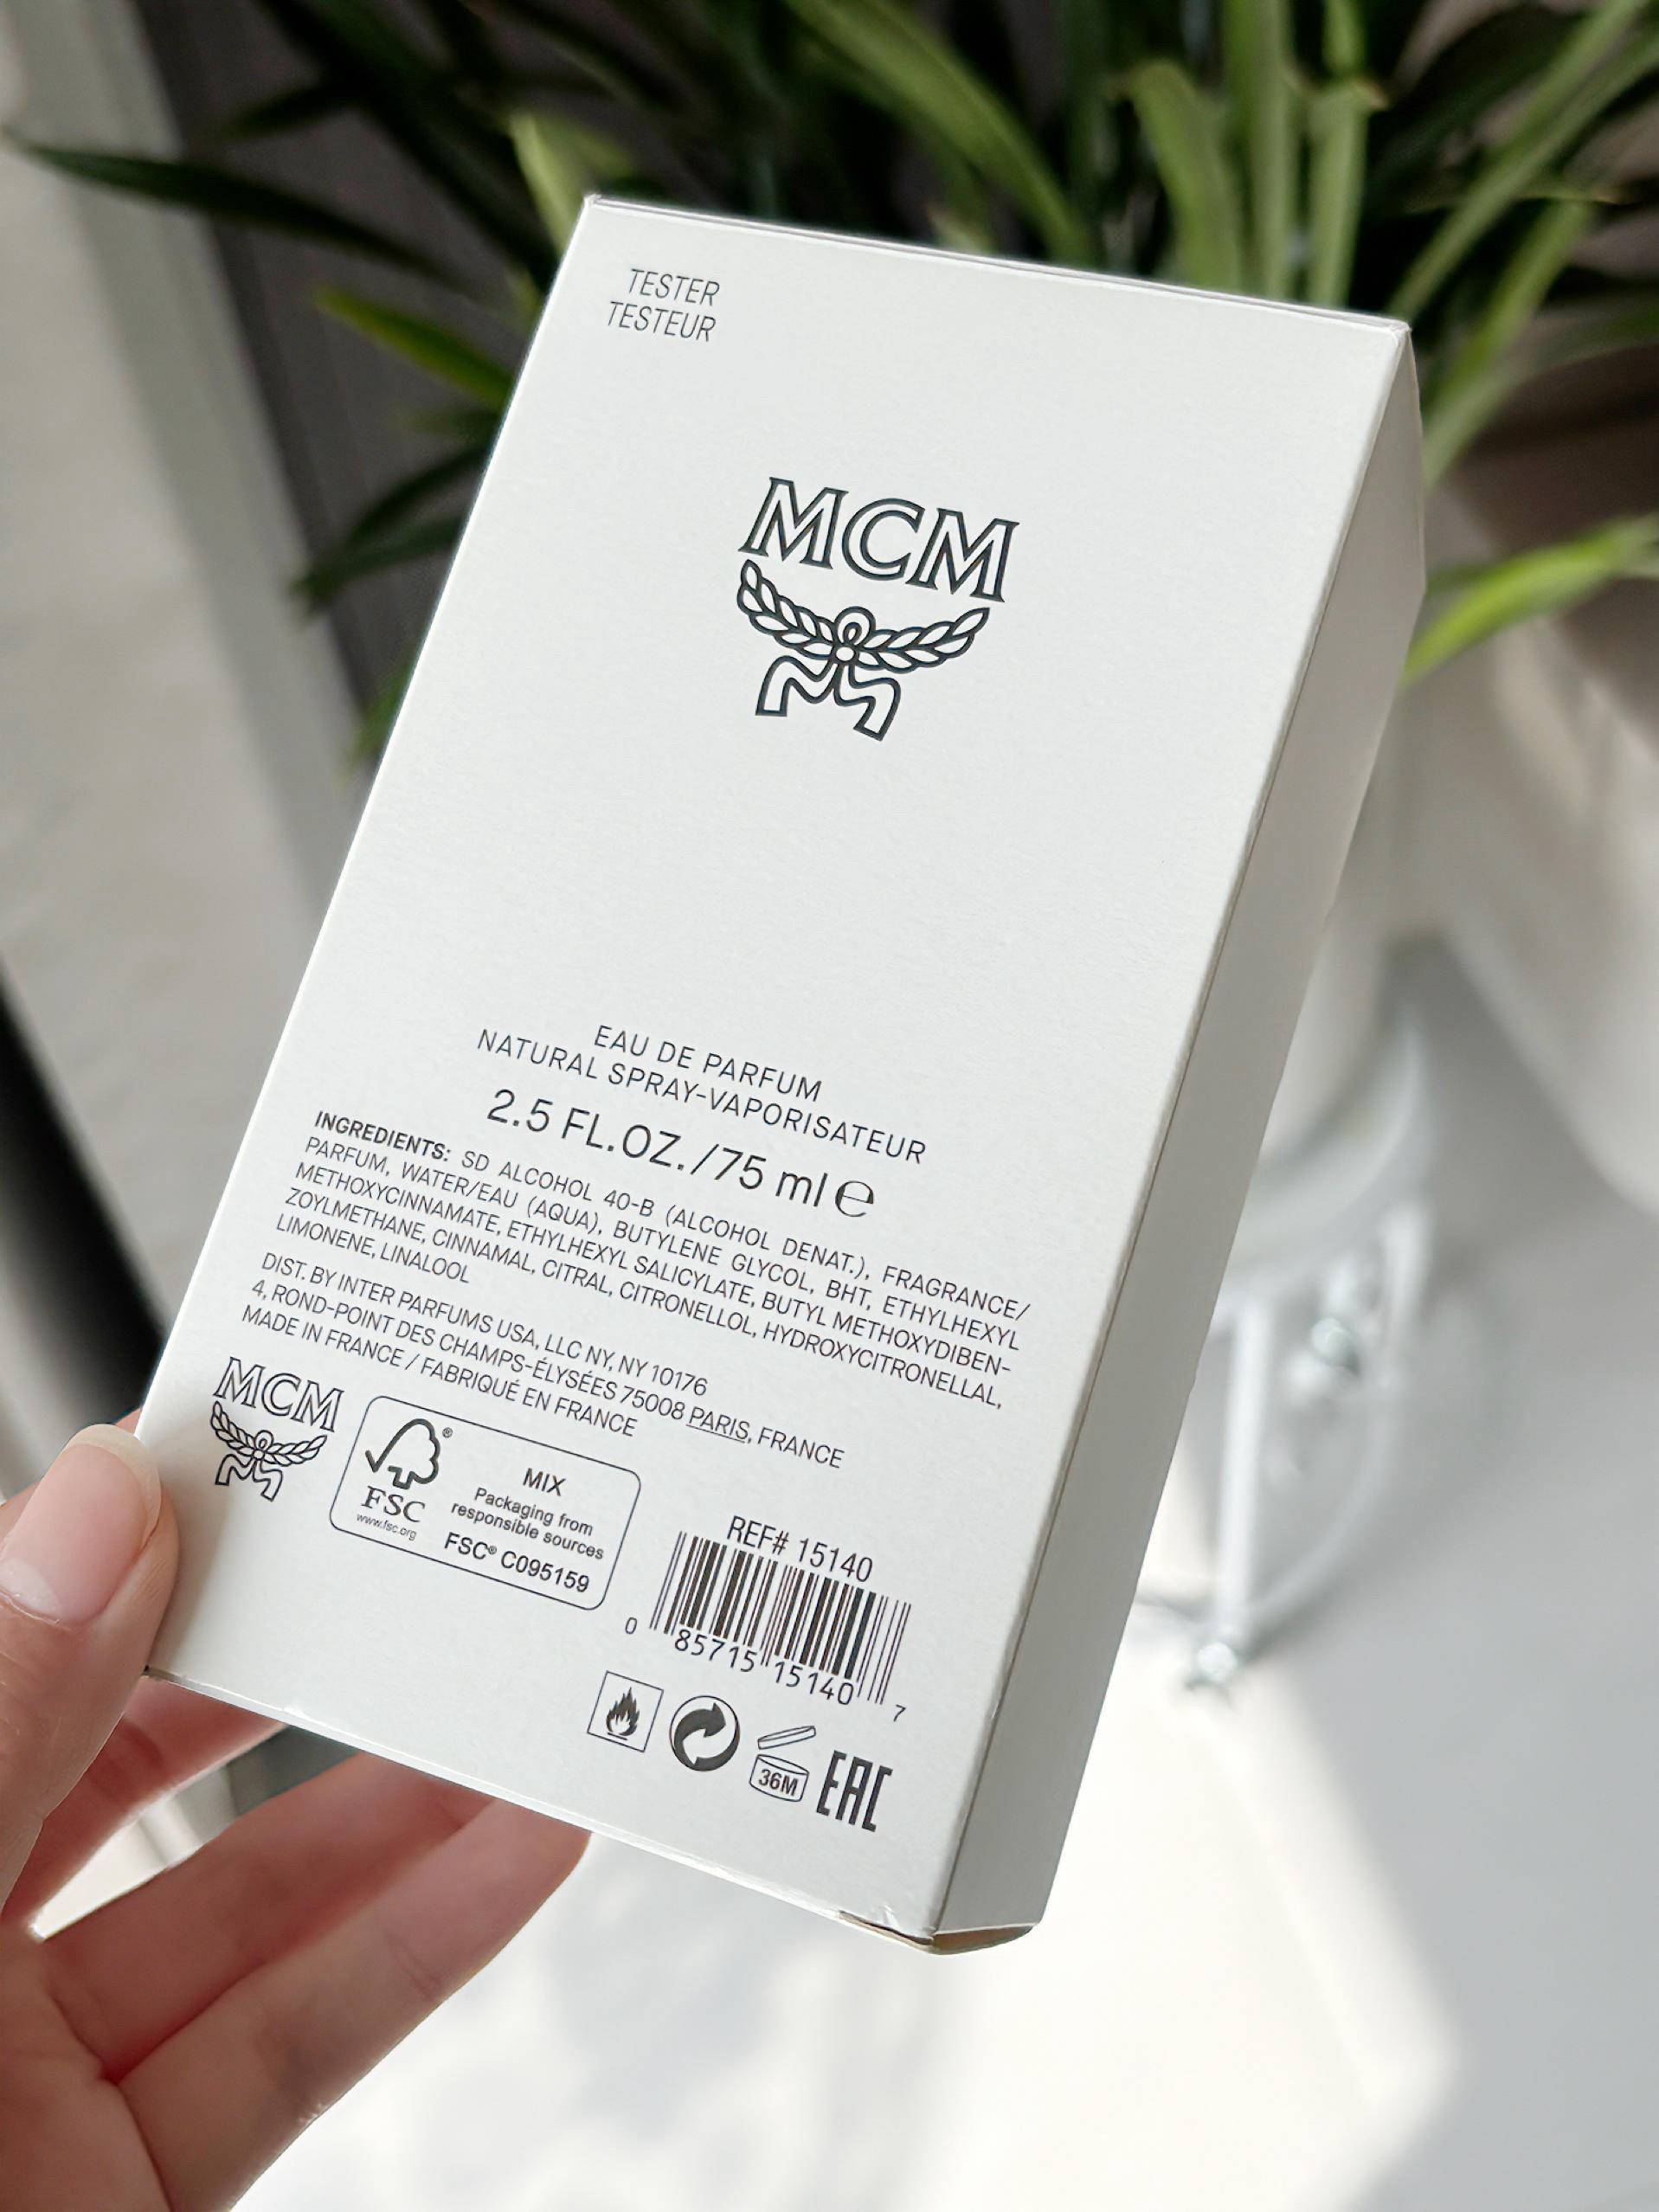 TESTER
TESTEUR
MCM
EAU DE PARFUM
NATURAL SPRAY-VAPORISATEUR
2.5 FL.OZ./75 ml ℮
INGREDIENTS: SD ALCOHOL 40-B (ALCOHOL DENAT.), FRAGRANCE/
PARFUM, WATER/EAU (AQUA), BUTYLENE GLYCOL, BHT, ETHYLHEXYL
METHOXYCINNAMATE, ETHYLHEXYL SALICYLATE, BUTYL METHOXYDIBEN-
ZOYLMETHANE, CINNAMAL, CITRAL, CITRONELLOL, HYDROXYCITRONELLAL,
LIMONENE, LINALOOL
DIST. BY INTER PARFUMS USA, LLC NY, NY 10176
4, ROND-POINT DES CHAMPS-ÉLYSÉES 75008 PARIS, FRANCE
MADE IN FRANCE / FABRIQUÉ EN FRANCE
MCM
FSC®
www.fsc.org
MIX
Packaging from
responsible sources
FSC® C095159
REF# 15140
0 85715 15140 7
36M
EAC